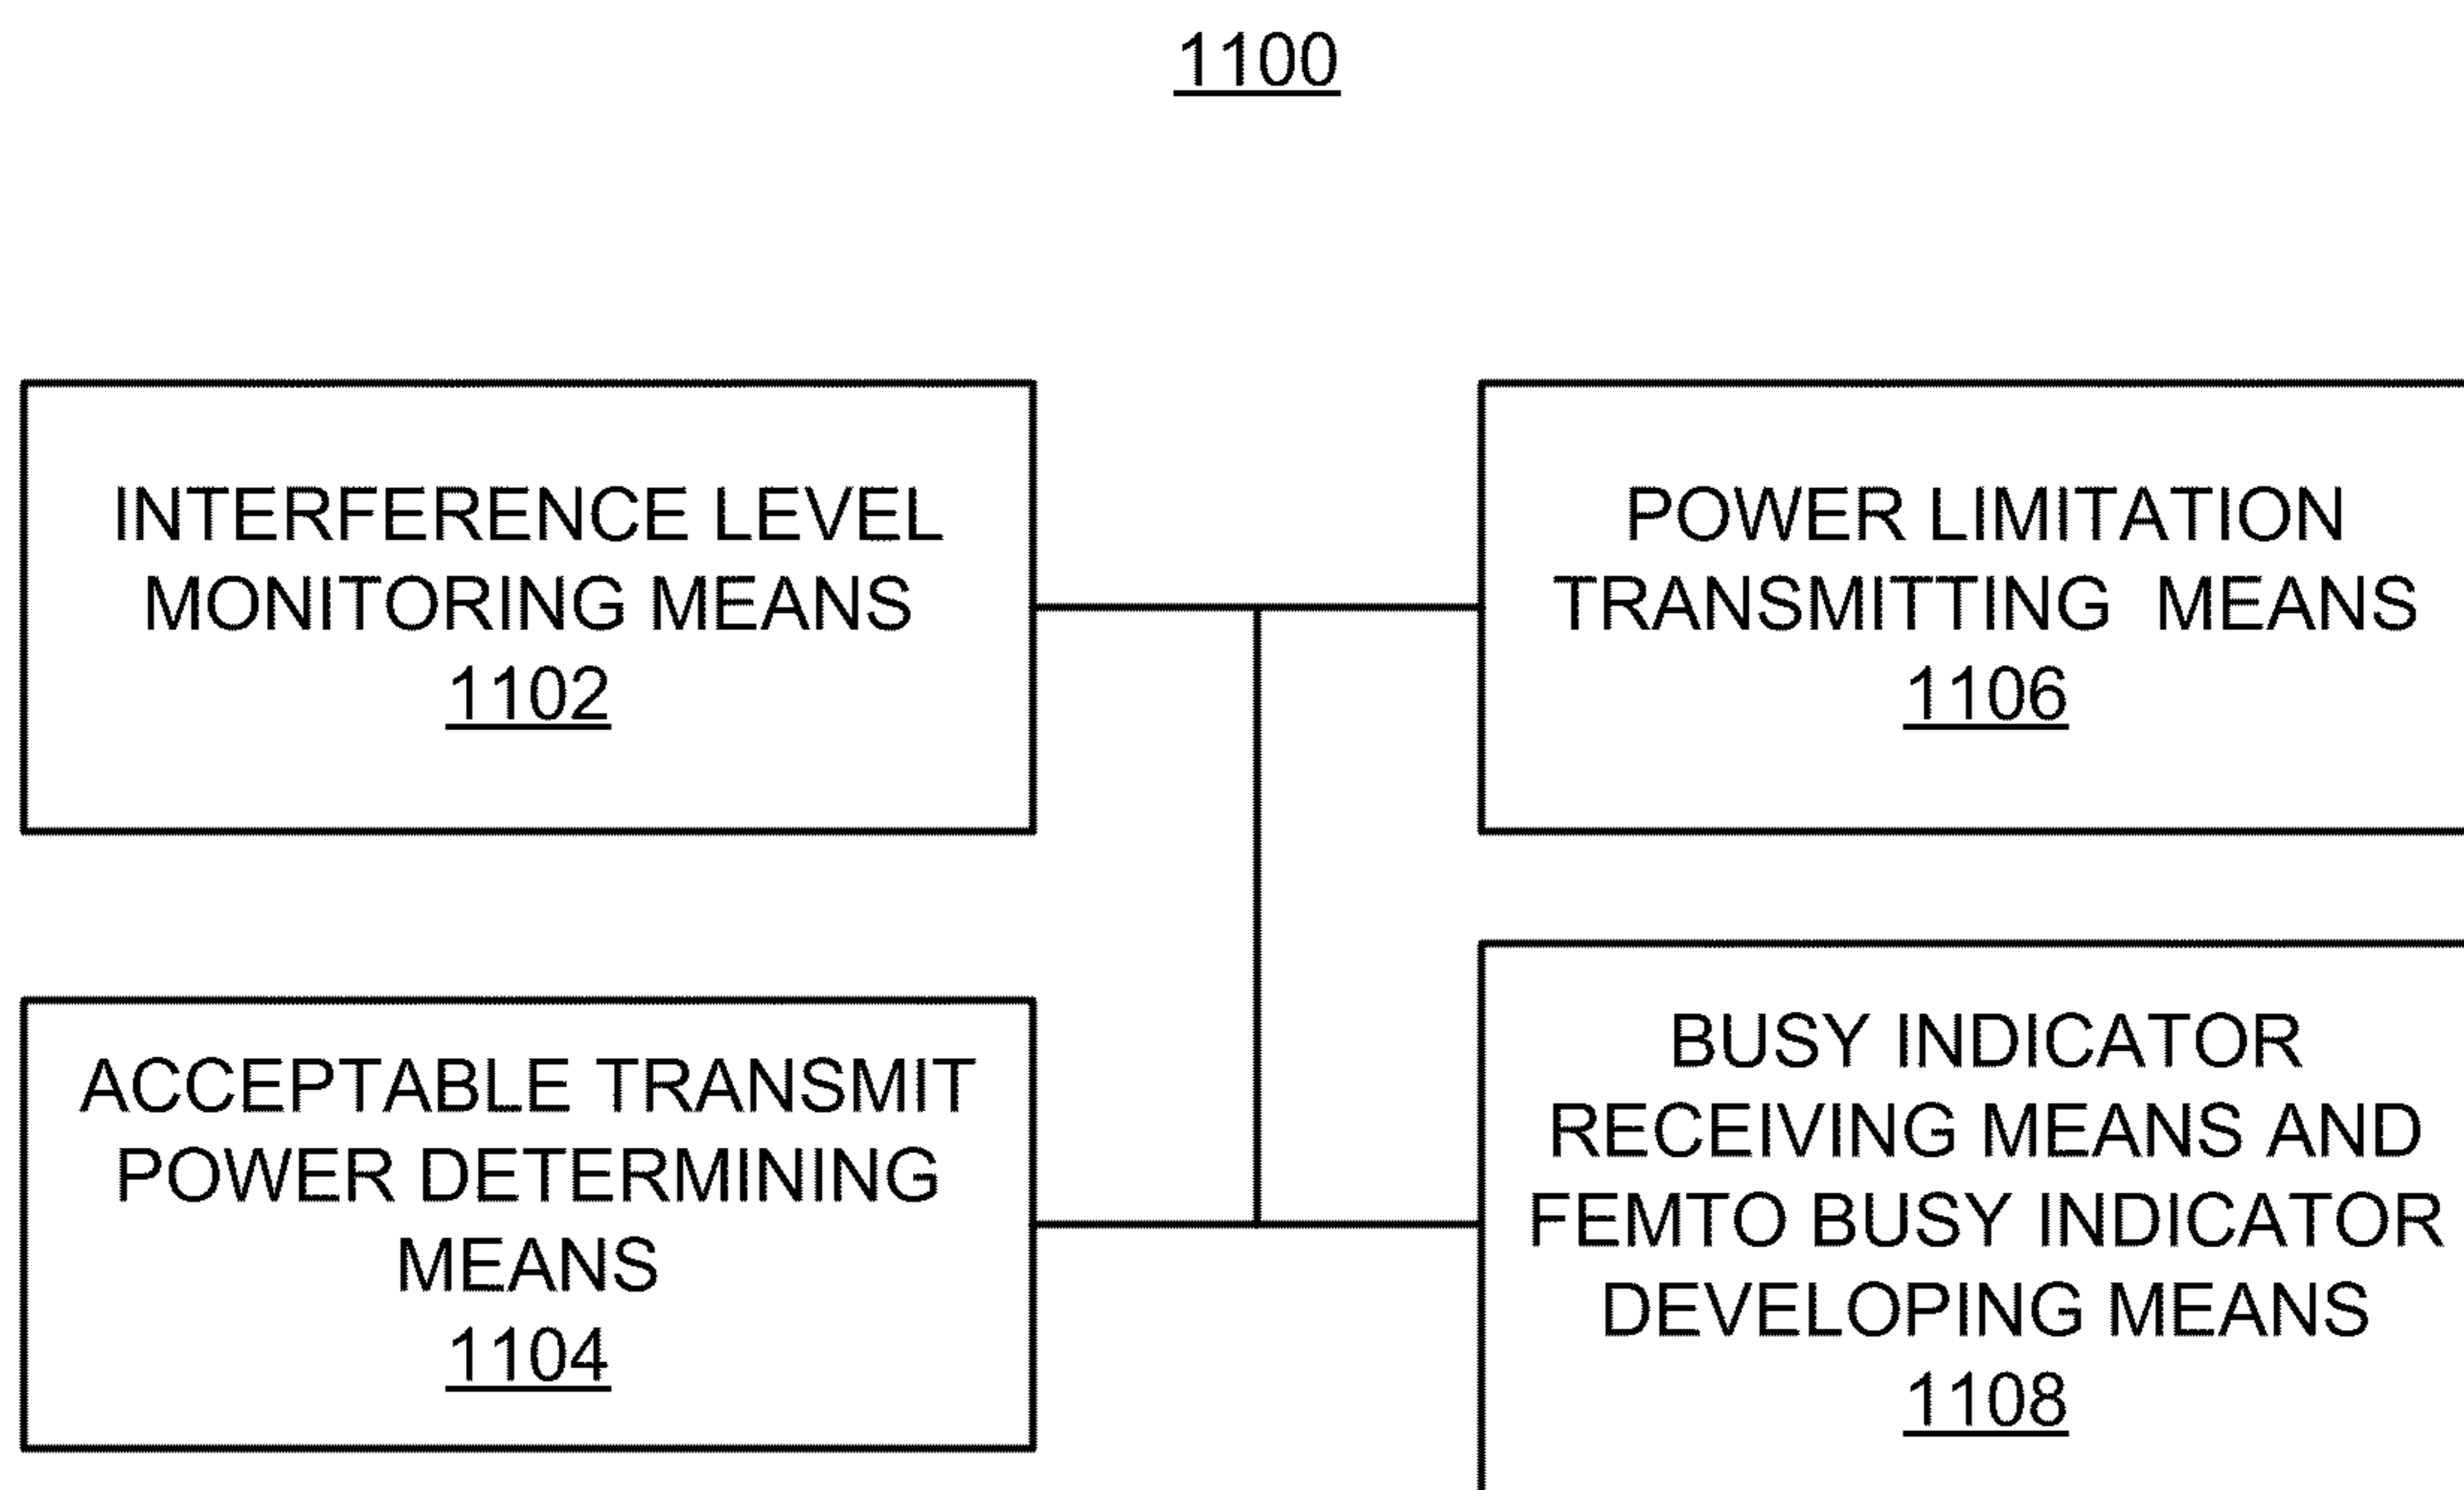 1100
INTERFERENCE LEVEL
MONITORING MEANS
1102
POWER LIMITATION
TRANSMITTING MEANS
1106
ACCEPTABLE TRANSMIT
POWER DETERMINING
MEANS
1104
BUSY INDICATOR
RECEIVING MEANS AND
FEMTO BUSY INDICATOR
DEVELOPING MEANS
1108